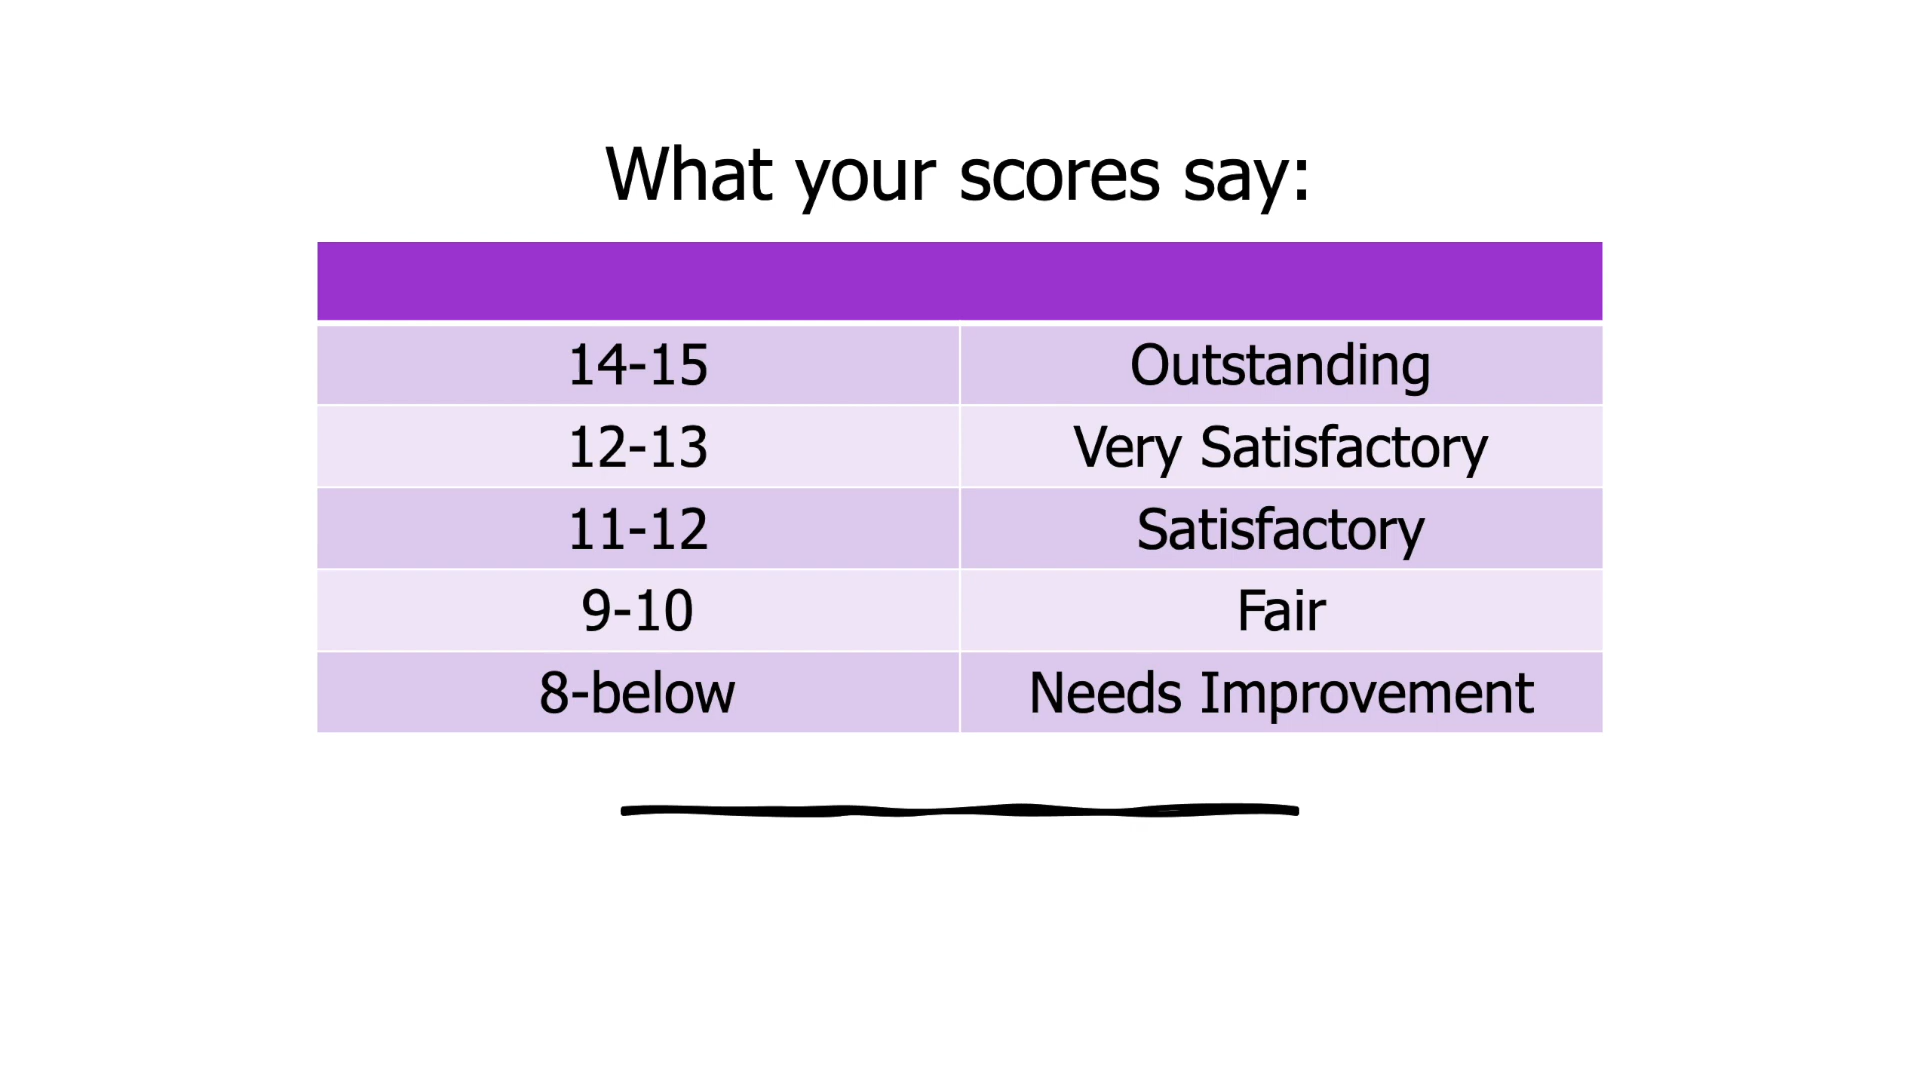 What your scores say:
14-15 Outstanding
12-13 Very Satisfactory
11-12 Satisfactory
9-10 Fair
8-below Needs Improvement